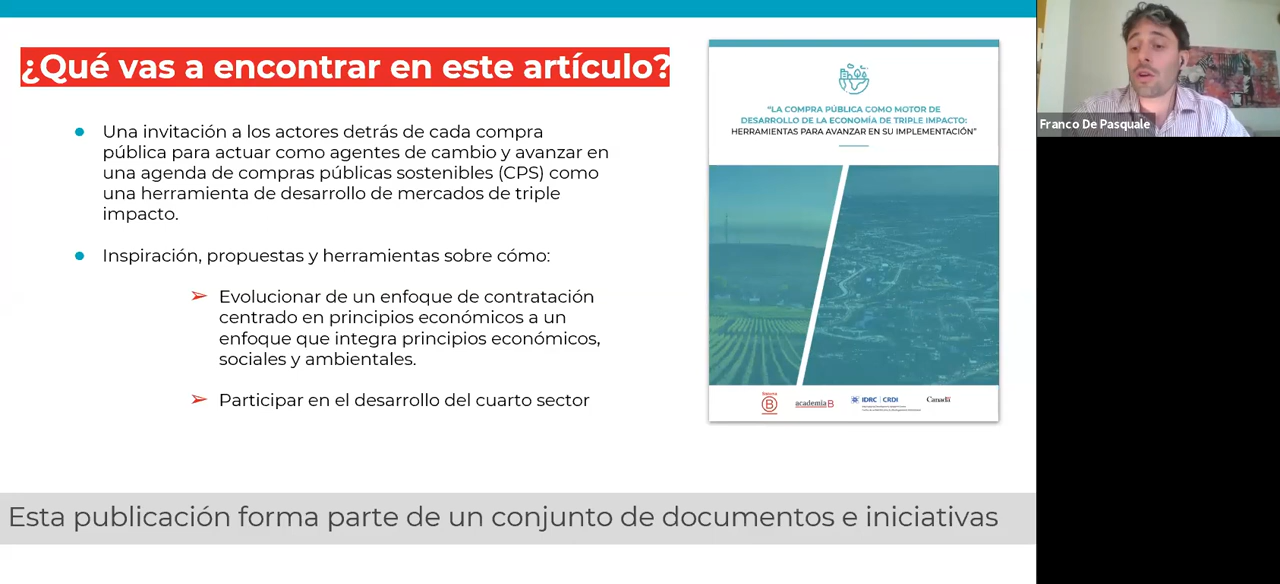 ¿Qué vas a encontrar en este artículo?
Una invitación a los actores detrás de cada compra
pública para actuar como agentes de cambio y avanzar en
una agenda de compras públicas sostenibles (CPS) como
una herramienta de desarrollo de mercados de triple
impacto.
Inspiración, propuestas y herramientas sobre cómo:
Evolucionar de un enfoque de contratación
centrado en principios económicos a un
enfoque que integra principios económicos,
sociales y ambientales.
Participar en el desarrollo del cuarto sector
"LA COMPRA PÚBLICA COMO MOTOR DE
DESARROLLO DE LA ECONOMÍA DE TRIPLE IMPACTO:
HERRAMIENTAS PARA AVANZAR EN SU IMPLEMENTACIÓN"
Sistema
B
academiaB
IDRC | CRDI
Canadä
Esta publicación forma parte de un conjunto de documentos e iniciativas
Franco De Pasquale